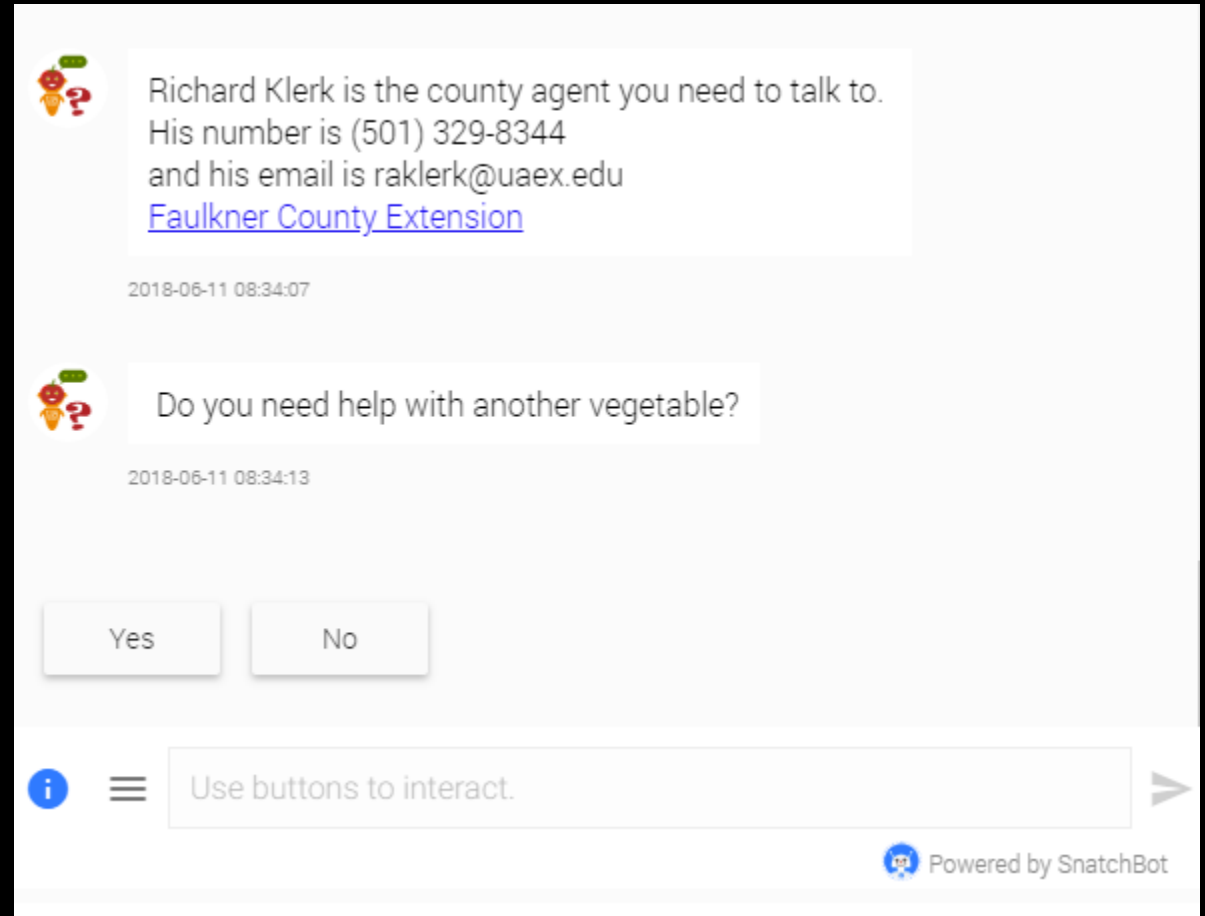 Richard Klerk is the county agent you need to talk to.
His number is (501) 329-8344
and his email is raklerk@uaex.edu
Faulkner County Extension
2018-06-11 08:34:07
Do you need help with another vegetable?
2018-06-11 08:34:13
Yes
No
Use buttons to interact.
Powered by SnatchBot